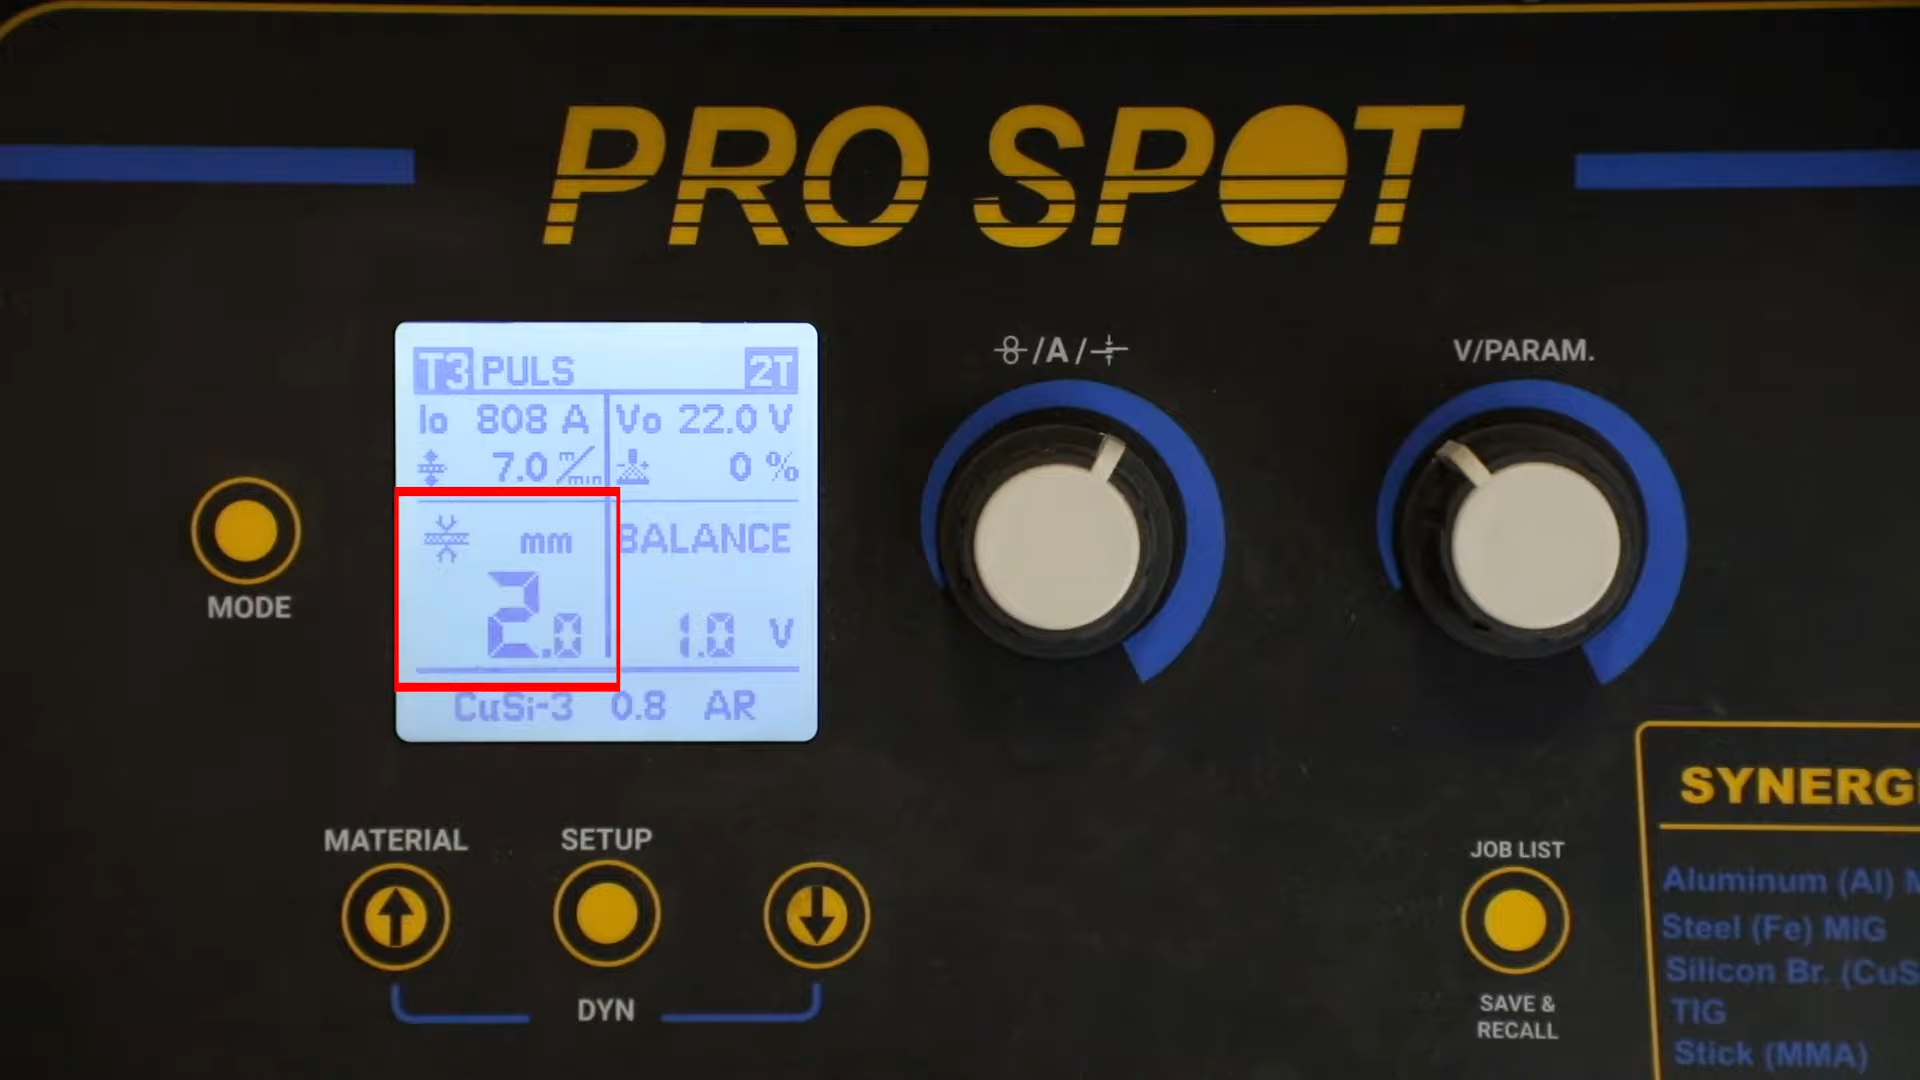 PRO SPOT
T3 PULS 2T
Io 808 A Vo 22.0 V
7.0 m/min 0 %
mm BALANCE
2.0 1.0 V
CuSi-3 0.8 AR
/A/
V/PARAM.
MODE
MATERIAL SETUP
DYN
JOB LIST
SAVE &
RECALL
SYNERG
Aluminum (Al) M
Steel (Fe) MIG
Silicon Br. (CuS
TIG
Stick (MMA)